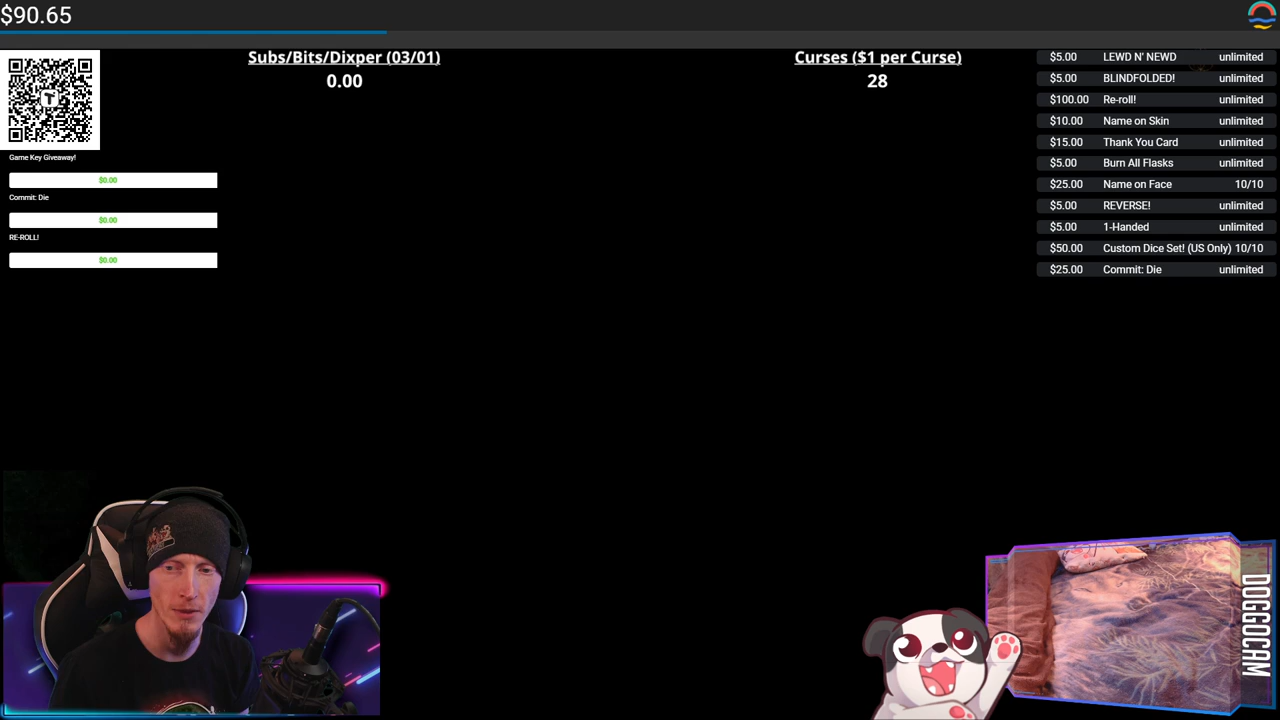 $90.65
Subs/Bits/Dixper (03/01)
0.00
Curses ($1 per Curse)
28
$5.00 LEWD N' NEWD unlimited
$5.00 BLINDFOLDED! unlimited
$100.00 Re-roll! unlimited
$10.00 Name on Skin unlimited
$15.00 Thank You Card unlimited
$5.00 Burn All Flasks unlimited
$25.00 Name on Face 10/10
$5.00 REVERSE! unlimited
$5.00 1-Handed unlimited
$50.00 Custom Dice Set! (US Only) 10/10
$25.00 Commit: Die unlimited
T
Game Key Giveaway!
$0.00
Commit: Die
$0.00
RE-ROLL!
$0.00
DOGGOCAM